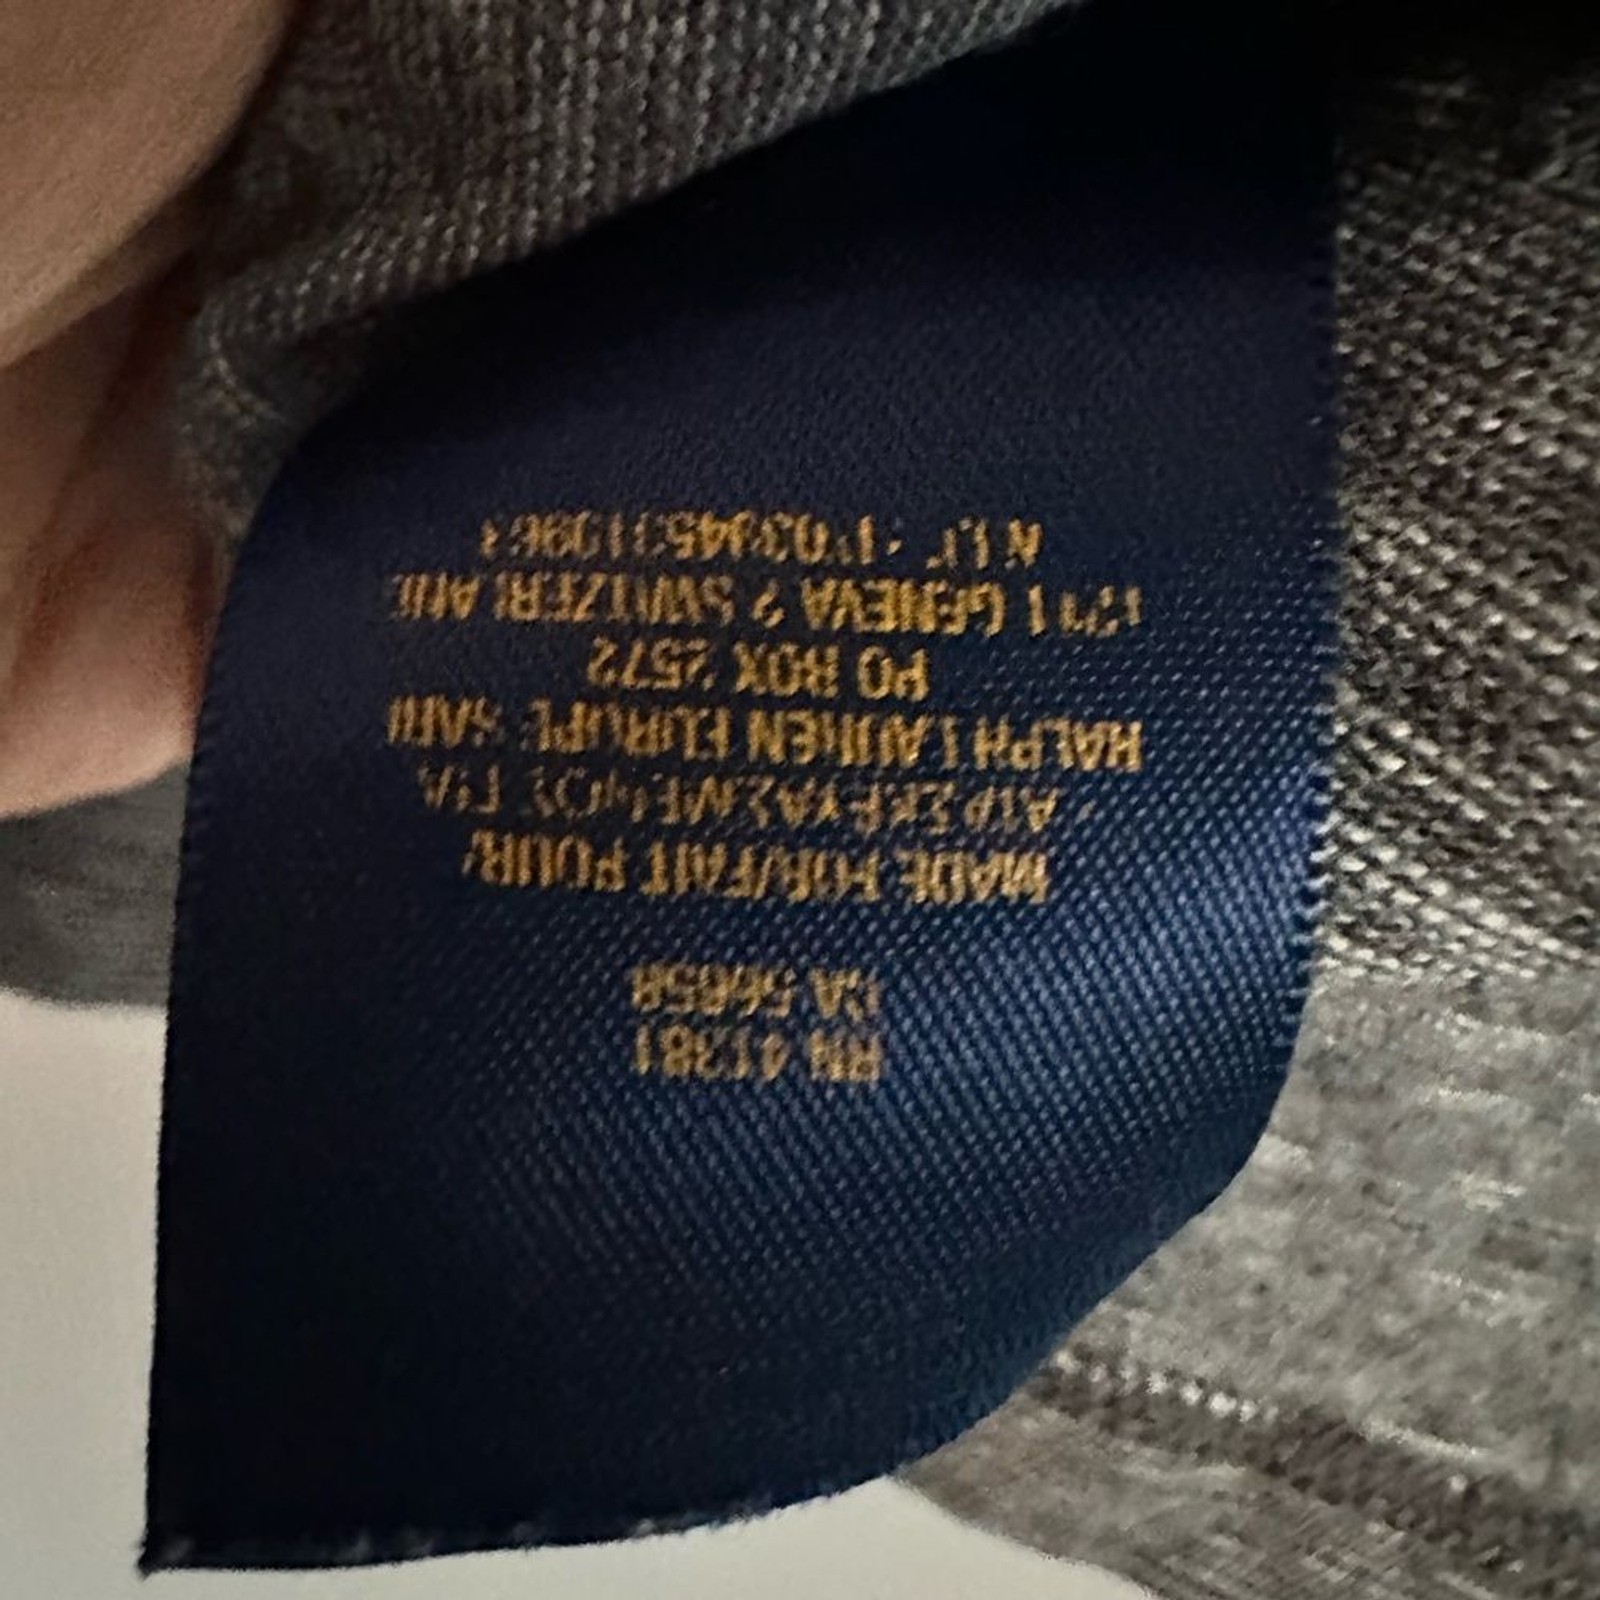 RN 41381
CA 56858
MADE FOR/FAIT POUR/
RALPH LAUREN EUROPE SARL
PO BOX 2572
1211 GENEVA 2 SWITZERLAND